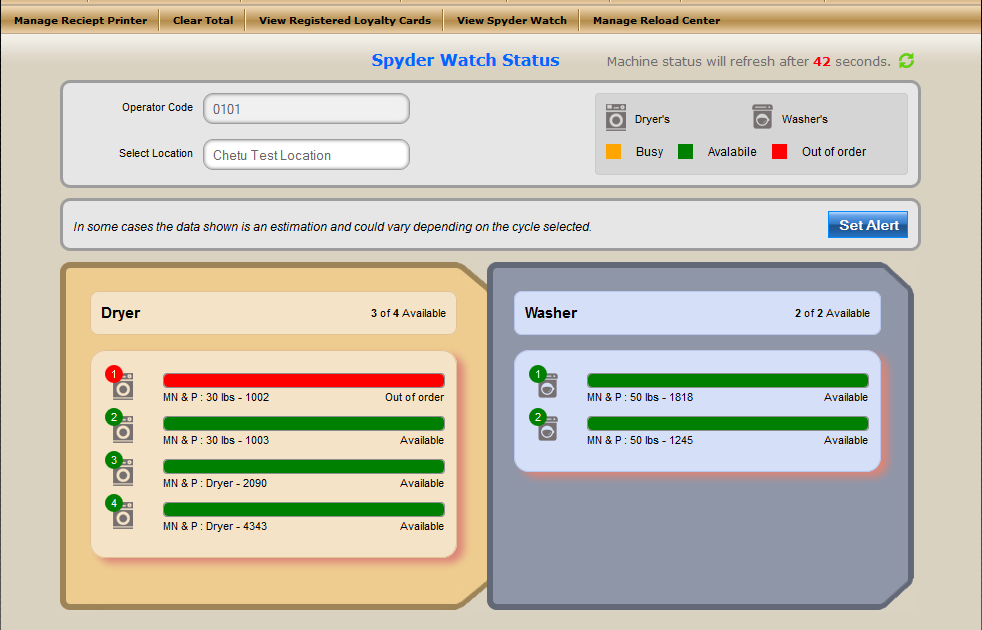 Manage Reciept Printer Clear Total View Registered Loyalty Cards View Spyder Watch Manage Reload Center
Spyder Watch Status Machine status will refresh after 42 seconds.
Operator Code 0101
Select Location Chetu Test Location
Dryer's Washer's
Busy Avalabile Out of order
In some cases the data shown is an estimation and could vary depending on the cycle selected.
Set Alert
Dryer 3 of 4 Available
1
MN & P : 30 lbs - 1002 Out of order
2
MN & P : 30 lbs - 1003 Available
3
MN & P : Dryer - 2090 Available
4
MN & P : Dryer - 4343 Available
Washer 2 of 2 Available
1
MN & P : 50 lbs - 1818 Available
2
MN & P : 50 lbs - 1245 Available